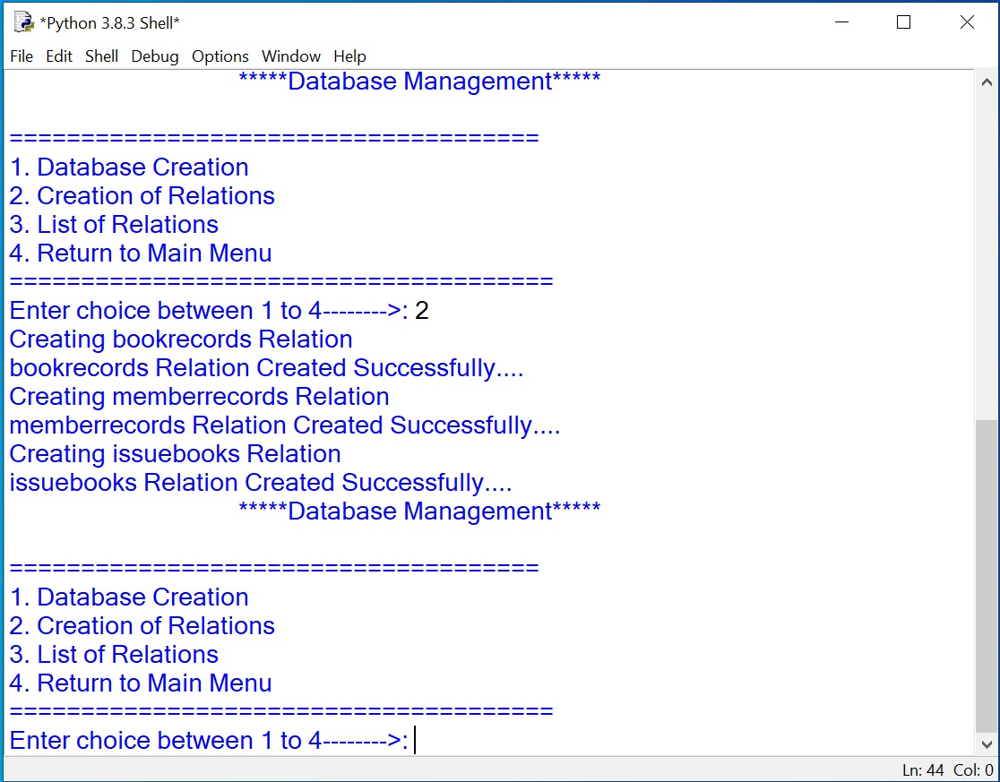 *Python 3.8.3 Shell*
File Edit Shell Debug Options Window Help
*****Database Management*****
=====================================
1. Database Creation
2. Creation of Relations
3. List of Relations
4. Return to Main Menu
======================================
Enter choice between 1 to 4-------->: 2
Creating bookrecords Relation
bookrecords Relation Created Successfully....
Creating memberrecords Relation
memberrecords Relation Created Successfully....
Creating issuebooks Relation
issuebooks Relation Created Successfully....
*****Database Management*****
=====================================
1. Database Creation
2. Creation of Relations
3. List of Relations
4. Return to Main Menu
======================================
Enter choice between 1 to 4-------->:
Ln: 44 Col: 0